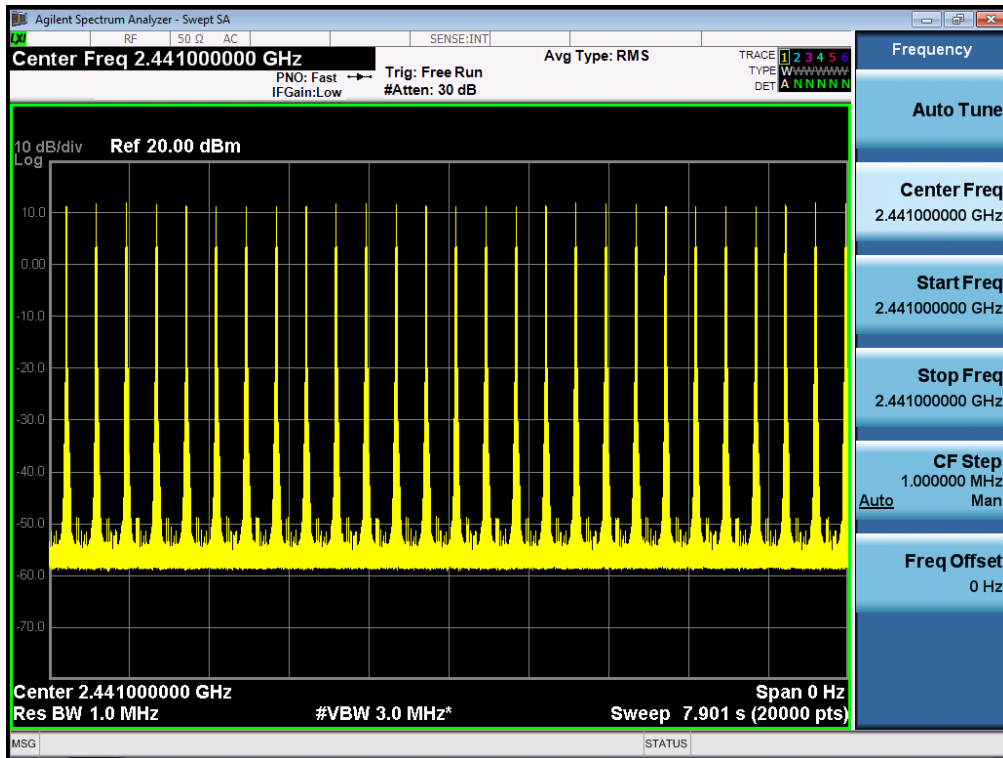 Agilent Spectrum Analyzer - Swept SA
LXI RF 50 Ω AC SENSE:INT
Center Freq 2.441000000 GHz
PNO: Fast
IFGain:Low
Trig: Free Run
#Atten: 30 dB
Avg Type: RMS
TRACE 1 2 3 4 5 6
TYPE WWWWWW
DET A N N N N N
10 dB/div Ref 20.00 dBm
Log
10.0
0.00
-10.0
-20.0
-30.0
-40.0
-50.0
-60.0
-70.0
Center 2.441000000 GHz Span 0 Hz
Res BW 1.0 MHz #VBW 3.0 MHz* Sweep 7.901 s (20000 pts)
MSG STATUS
Frequency
Auto Tune
Center Freq
2.441000000 GHz
Start Freq
2.441000000 GHz
Stop Freq
2.441000000 GHz
CF Step
1.000000 MHz
Auto Man
Freq Offset
0 Hz